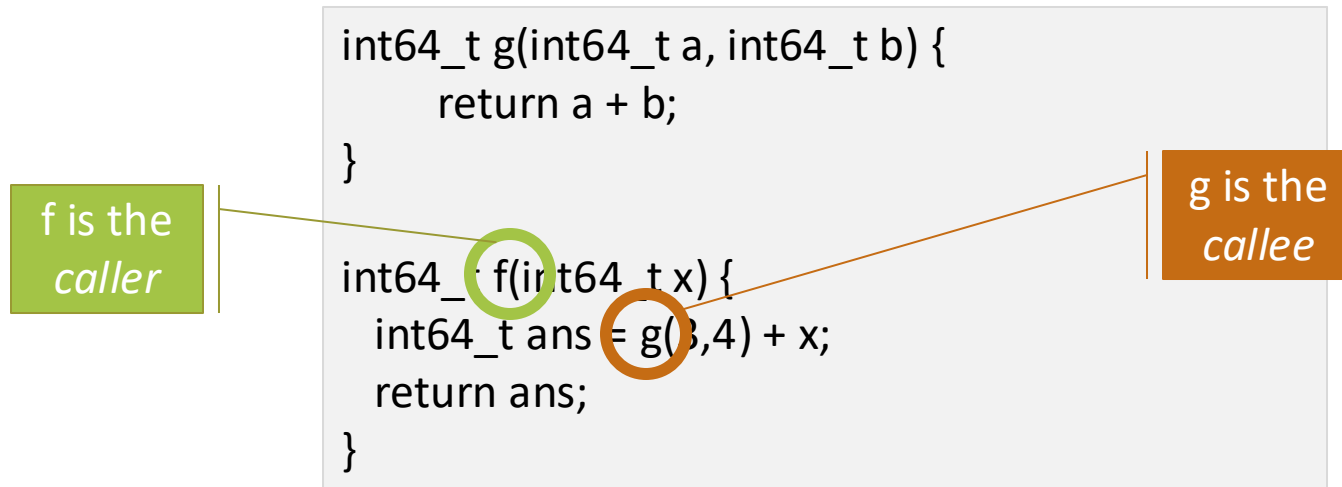 int64_t g(int64_t a, int64_t b) {
return a + b;
}
f is the
caller
g is the
callee
int64_t f(int64_t x) {
int64_t ans = g(3,4) + x;
return ans;
}